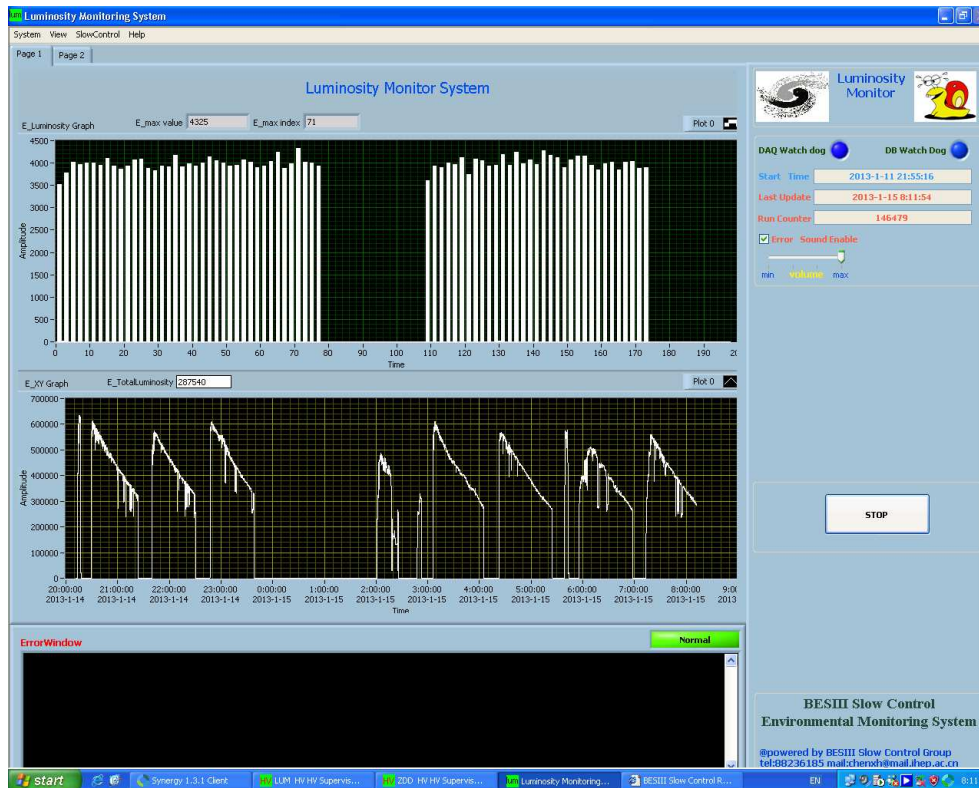 Luminosity Monitoring System
System View SlowControl Help
Page 1 Page 2
Luminosity Monitor System
E_Luminosity Graph E_max value 4325 E_max index 71 Plot 0
4500
4000
3500
3000
2500
2000
1500
1000
500
0
Amplitude
0 10 20 30 40 50 60 70 80 90 100 110 120 130 140 150 160 170 180 190
Time
E_XY Graph E_TotalLuminosity 287540 Plot 0
700000
600000
500000
400000
300000
200000
100000
0
Amplitude
20:00:00 21:00:00 22:00:00 23:00:00 0:00:00 1:00:00 2:00:00 3:00:00 4:00:00 5:00:00 6:00:00 7:00:00 8:00:00 9:00
2013-1-14 2013-1-14 2013-1-14 2013-1-14 2013-1-15 2013-1-15 2013-1-15 2013-1-15 2013-1-15 2013-1-15 2013-1-15 2013-1-15 2013-1-15 2013
Time
ErrorWindow Normal
Luminosity
Monitor
DAQ Watch dog DB Watch Dog
Start Time 2013-1-11 21:55:16
Last Update 2013-1-15 8:11:54
Run Counter 146479
Error Sound Enable
min volume max
STOP
BESIII Slow Control
Environmental Monitoring System
@powered by BESIII Slow Control Group
tel:88236185 mail:chenxh@mail.ihep.ac.cn
start Synergy 1.3.1 Client HV LUM HV HV Supervis... HV ZDD HV HV Supervis... lum Luminosity Monitoring... BESIII Slow Control R... EN 8:11